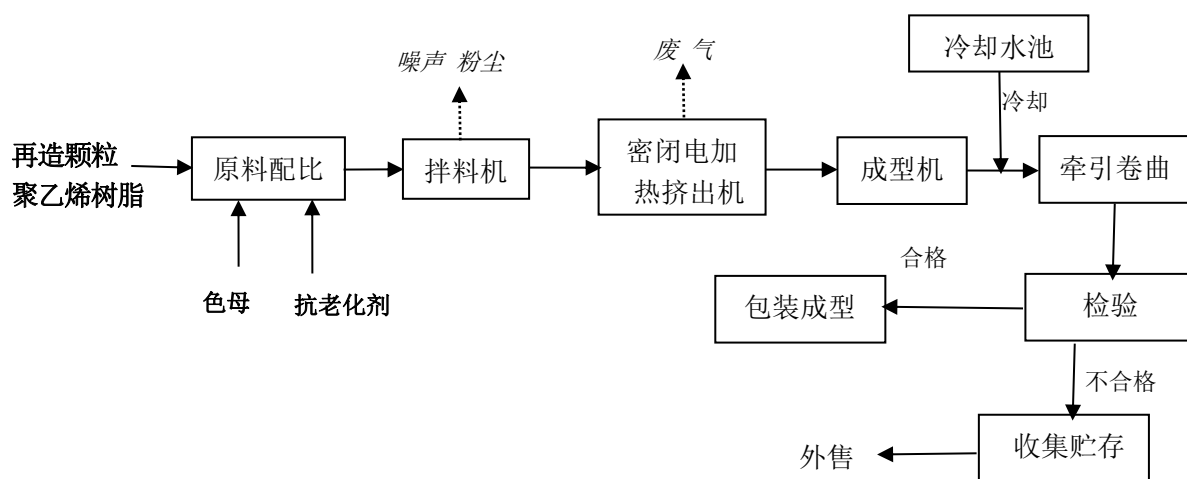 冷却水池
废 气
噪声 粉尘
冷却
再造颗粒
聚乙烯树脂
原料配比
拌料机
密闭电加
热挤出机
成型机
牵引卷曲
色母
抗老化剂
合格
包装成型
检验
不合格
收集贮存
外售